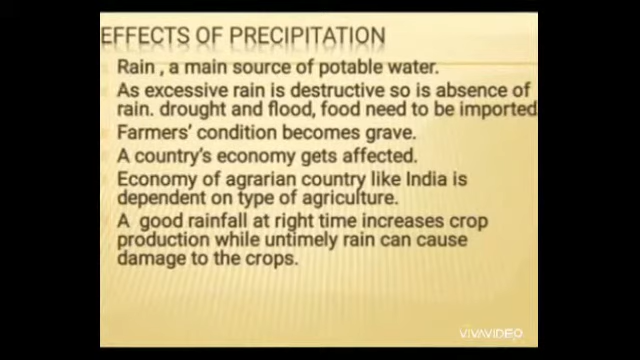 EFFECTS OF PRECIPITATION
Rain , a main source of potable water.
As excessive rain is destructive so is absence of
rain. drought and flood, food need to be imported
Farmers' condition becomes grave.
A country's economy gets affected.
Economy of agrarian country like India is
dependent on type of agriculture.
A good rainfall at right time increases crop
production while untimely rain can cause
damage to the crops.
VIVAVIDEO